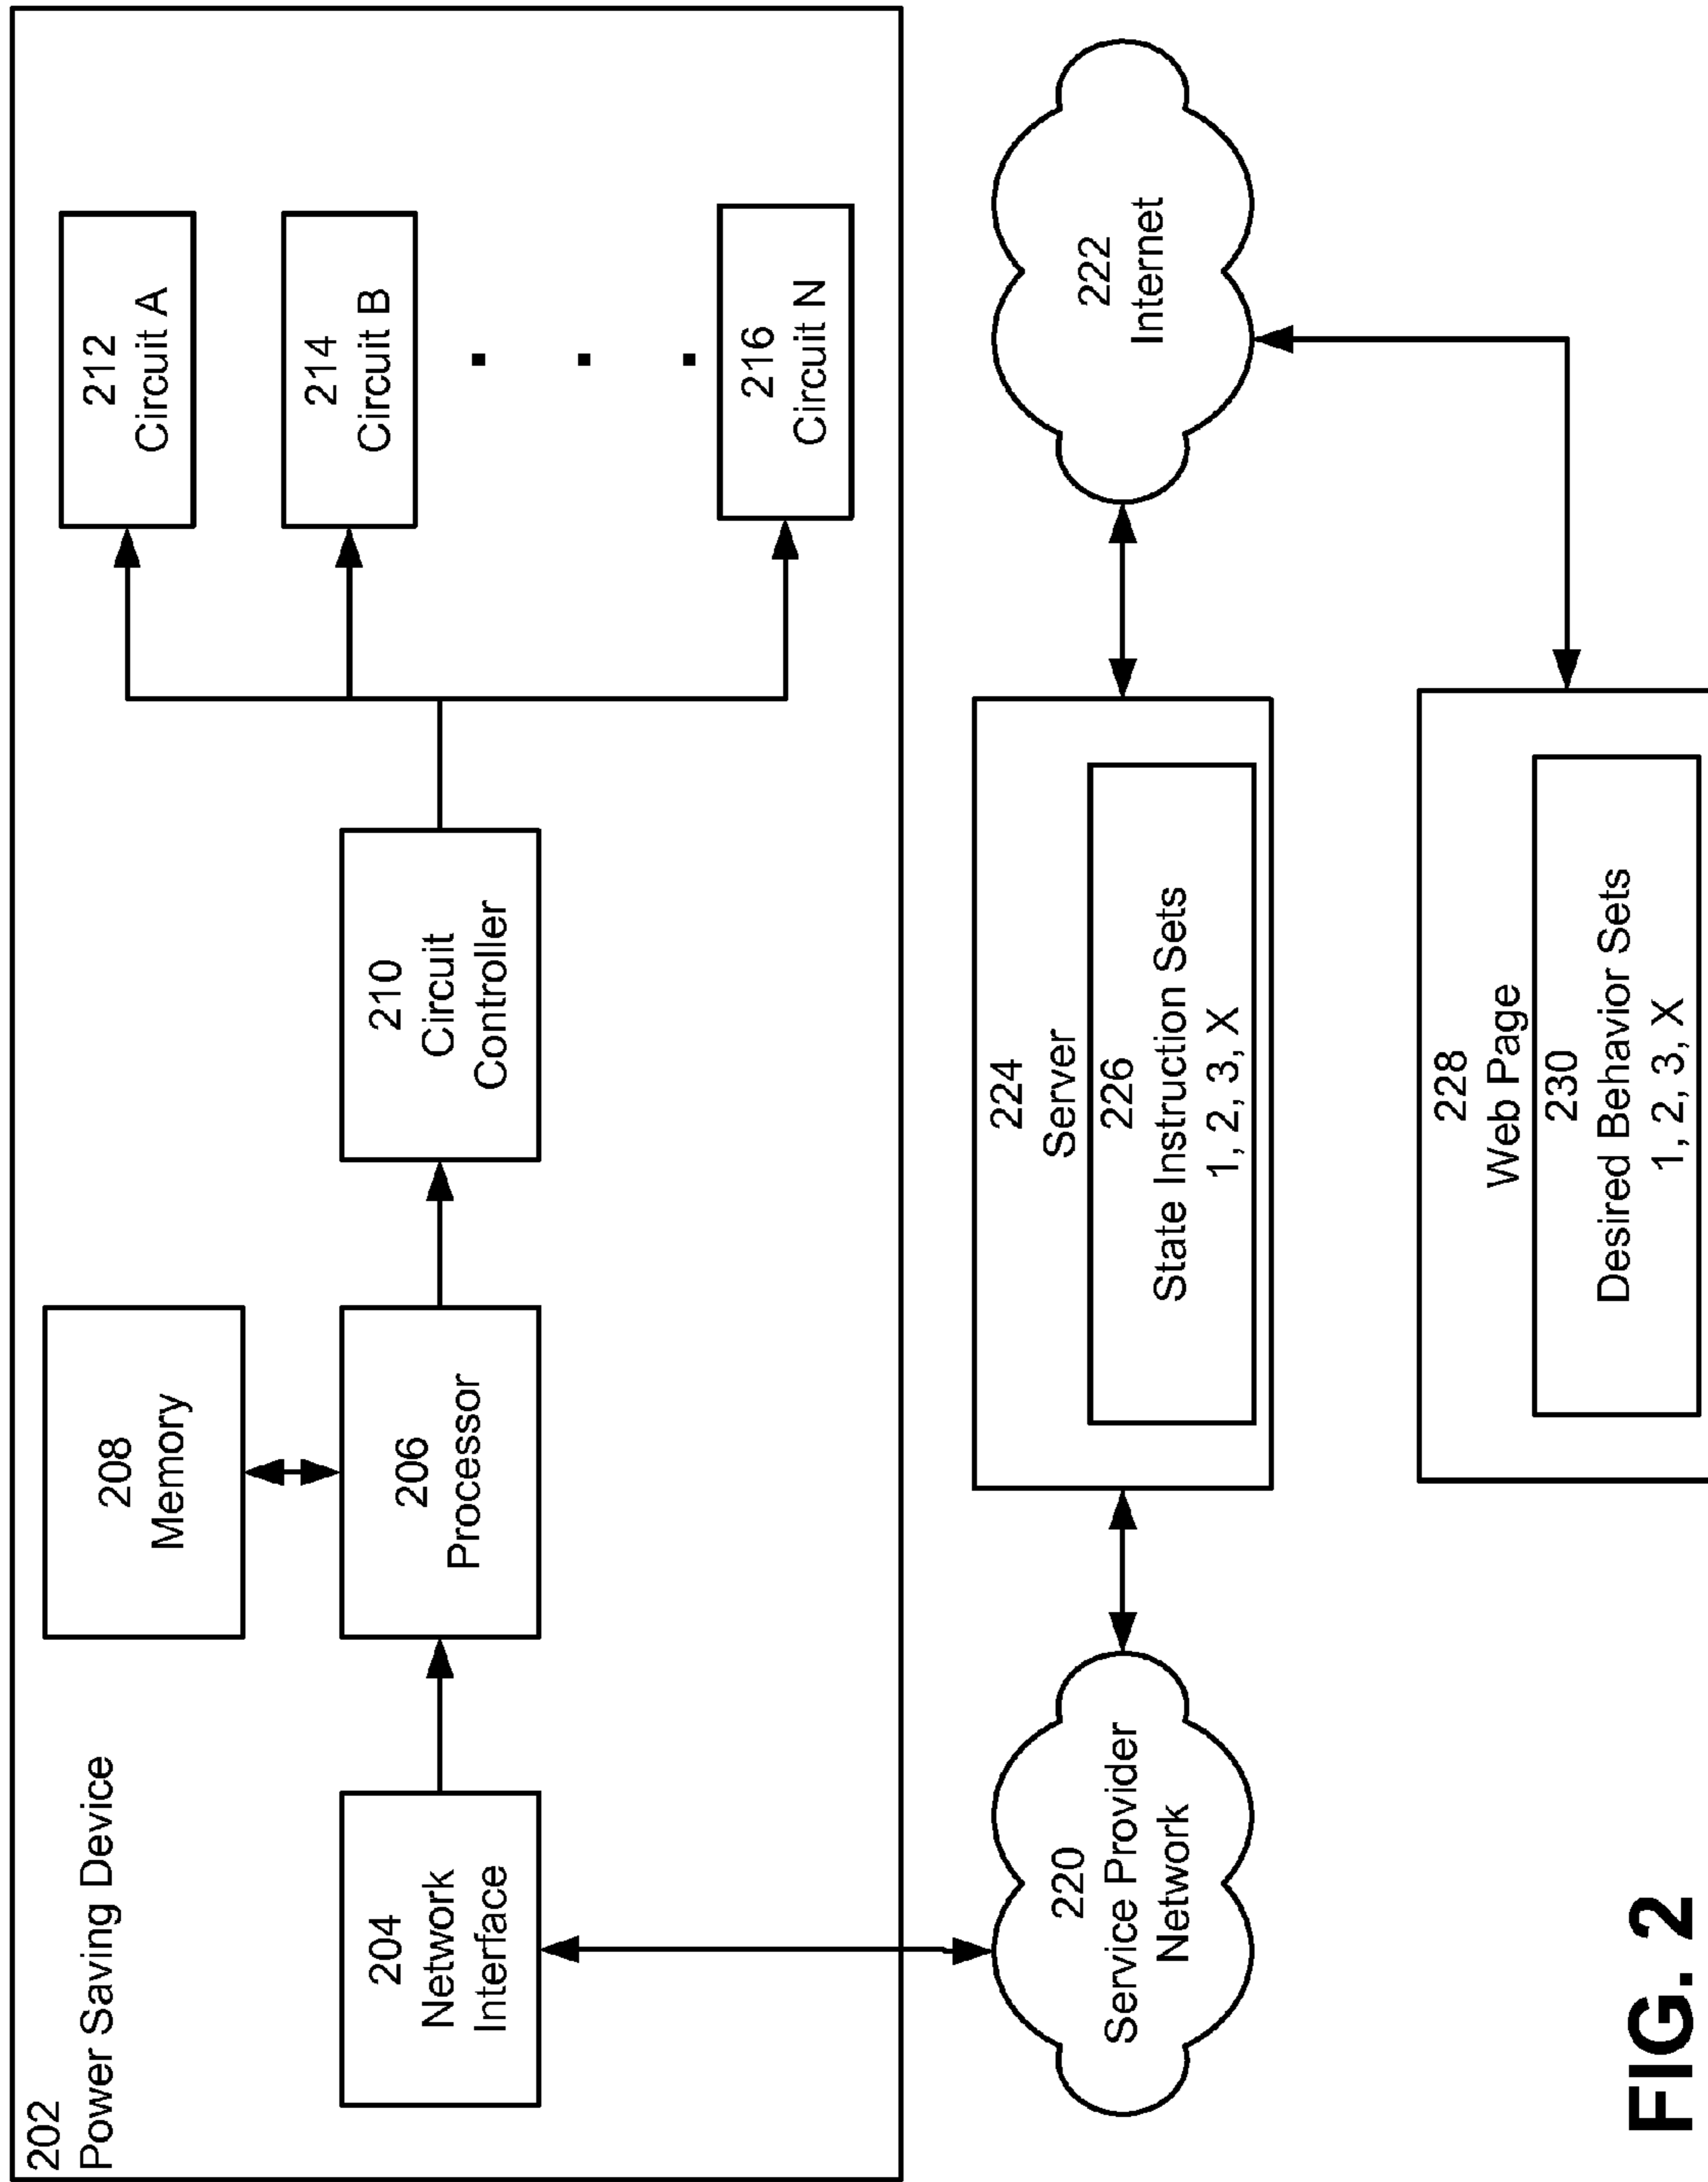 202
Power Saving Device
208
Memory
212
Circuit A
204
Network
Interface
206
Processor
210
Circuit
Controller
214
Circuit B
. . .
216
Circuit N
220
Service Provider
Network
224
Server
226
State Instruction Sets
1, 2, 3, X
222
Internet
228
Web Page
230
Desired Behavior Sets
1, 2, 3, X
FIG. 2